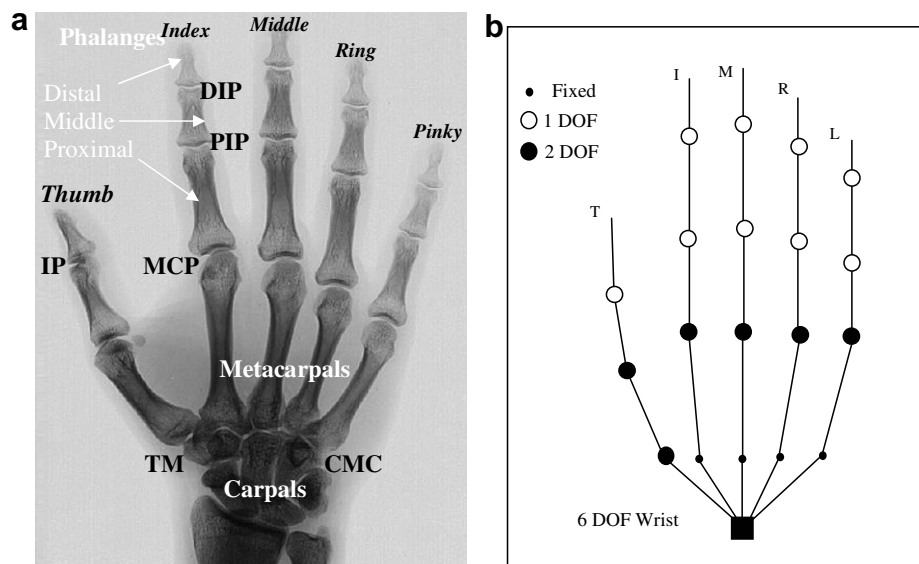 a
Phalanges
Index
Middle
Ring
Pinky
Distal
Middle
Proximal
DIP
PIP
Thumb
IP
MCP
Metacarpals
TM
CMC
Carpals
b
Fixed
1 DOF
2 DOF
I
M
R
L
T
6 DOF Wrist